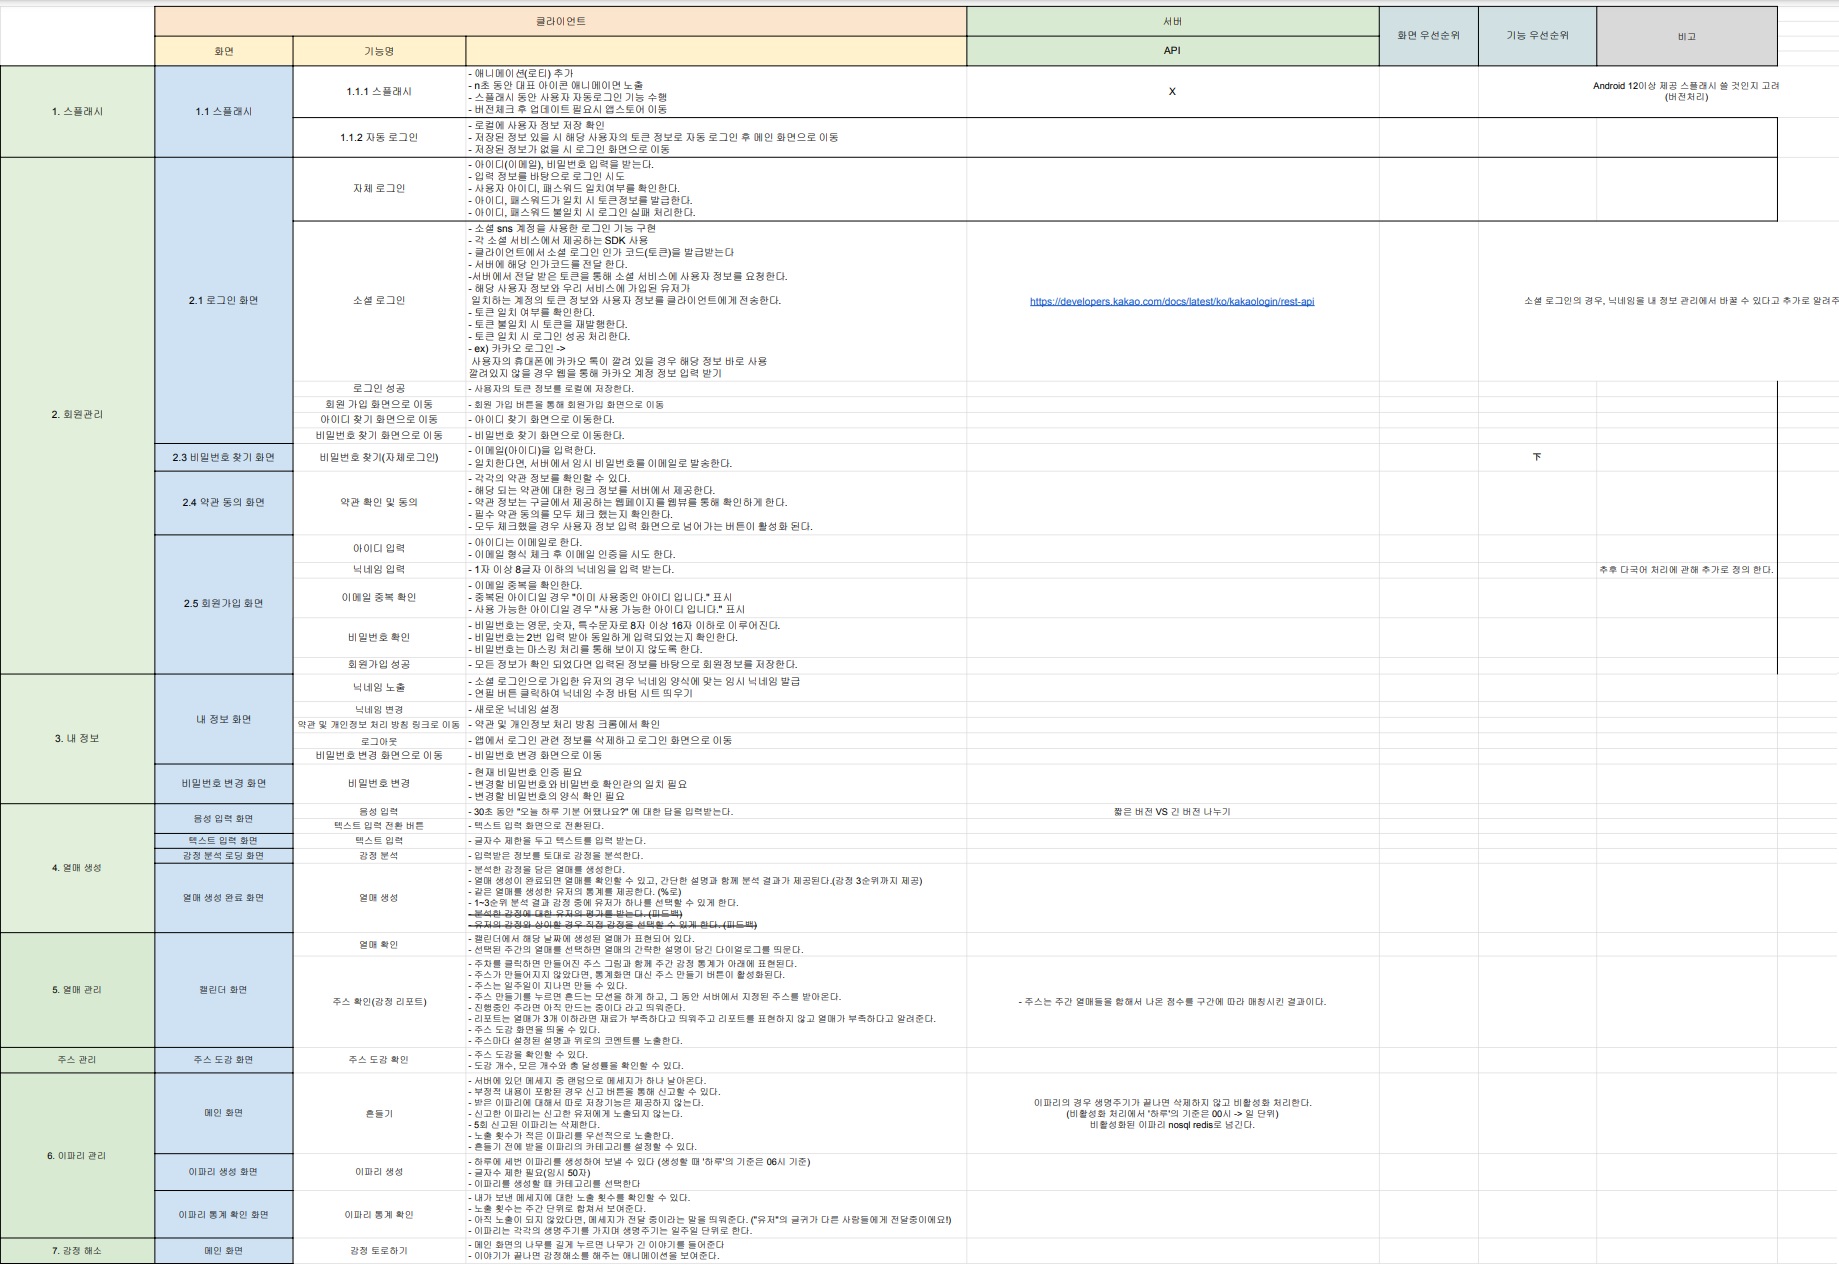 클라이언트
서버
화면 우선순위
기능 우선순위
비고
화면
기능명
API
1. 스플래시
1.1 스플래시
1.1.1 스플래시
- 애니메이션(로티) 추가
- n초 동안 대표 아이콘 애니메이면 노출
- 스플래시 동안 사용자 자동로그인 기능 수행
- 버전체크 후 업데이트 필요시 앱스토어 이동
X
Android 12이상 제공 스플래시 쓸 것인지 고려
(버전처리)
1.1.2 자동 로그인
- 로컬에 사용자 정보 저장 확인
- 저장된 정보 있을 시 해당 사용자의 토큰 정보로 자동 로그인 후 메인 화면으로 이동
- 저장된 정보가 없을 시 로그인 화면으로 이동
2. 회원관리
2.1 로그인 화면
자체 로그인
- 아이디(이메일), 비밀번호 입력을 받는다.
- 입력 정보를 바탕으로 로그인 시도
- 사용자 아이디, 패스워드 일치여부를 확인한다.
- 아이디, 패스워드가 일치 시 토큰정보를 발급한다.
- 아이디, 패스워드 불일치 시 로그인 실패 처리한다.
소셜 로그인
- 소셜 sns 계정을 사용한 로그인 기능 구현
- 각 소셜 서비스에서 제공하는 SDK 사용
- 클라이언트에서 소셜 로그인 인가 코드(토큰)을 발급받는다
- 서버에 해당 인가코드를 전달 한다.
-서버에서 전달 받은 토큰을 통해 소셜 서비스에 사용자 정보를 요청한다.
- 해당 사용자 정보와 우리 서비스에 가입된 유저가
일치하는 계정의 토큰 정보와 사용자 정보를 클라이언트에게 전송한다.
- 토큰 일치 여부를 확인한다.
- 토큰 불일치 시 토큰을 재발행한다.
- 토큰 일치 시 로그인 성공 처리한다.
- ex) 카카오 로그인 ->
사용자의 휴대폰에 카카오 톡이 깔려 있을 경우 해당 정보 바로 사용
깔려있지 않을 경우 웹을 통해 카카오 계정 정보 입력 받기
https://developers.kakao.com/docs/latest/ko/kakaologin/rest-api
소셜 로그인의 경우, 닉네임을 내 정보 관리에서 바꿀 수 있다고 추가로 알려주
로그인 성공
- 사용자의 토큰 정보를 로컬에 저장한다.
회원 가입 화면으로 이동
- 회원 가입 버튼을 통해 회원가입 화면으로 이동
아이디 찾기 화면으로 이동
- 아이디 찾기 화면으로 이동한다.
비밀번호 찾기 화면으로 이동
- 비밀번호 찾기 화면으로 이동한다.
2.3 비밀번호 찾기 화면
비밀번호 찾기(자체로그인)
- 이메일(아이디)을 입력한다.
- 일치한다면, 서버에서 임시 비밀번호를 이메일로 발송한다.
下
2.4 약관 동의 화면
약관 확인 및 동의
- 각각의 약관 정보를 확인할 수 있다.
- 해당 되는 약관에 대한 링크 정보를 서버에서 제공한다.
- 약관 정보는 구글에서 제공하는 웹페이지를 웹뷰를 통해 확인하게 한다.
- 필수 약관 동의를 모두 체크 했는지 확인한다.
- 모두 체크했을 경우 사용자 정보 입력 화면으로 넘어가는 버튼이 활성화 된다.
2.5 회원가입 화면
아이디 입력
- 아이디는 이메일로 한다.
- 이메일 형식 체크 후 이메일 인증을 시도 한다.
닉네임 입력
- 1자 이상 8글자 이하의 닉네임을 입력 받는다.
추후 다국어 처리에 관해 추가로 정의 한다.
이메일 중복 확인
- 이메일 중복을 확인한다.
- 중복된 아이디일 경우 "이미 사용중인 아이디 입니다." 표시
- 사용 가능한 아이디일 경우 "사용 가능한 아이디 입니다." 표시
비밀번호 확인
- 비밀번호는 영문, 숫자, 특수문자로 8자 이상 16자 이하로 이루어진다.
- 비밀번호는 2번 입력 받아 동일하게 입력되었는지 확인한다.
- 비밀번호는 마스킹 처리를 통해 보이지 않도록 한다.
회원가입 성공
- 모든 정보가 확인 되었다면 입력된 정보를 바탕으로 회원정보를 저장한다.
3. 내 정보
내 정보 화면
닉네임 노출
- 소셜 로그인으로 가입한 유저의 경우 닉네임 양식에 맞는 임시 닉네임 발급
- 연필 버튼 클릭하여 닉네임 수정 바텀 시트 띄우기
닉네임 변경
- 새로운 닉네임 설정
약관 및 개인정보 처리 방침 링크로 이동
- 약관 및 개인정보 처리 방침 크롬에서 확인
로그아웃
- 앱에서 로그인 관련 정보를 삭제하고 로그인 화면으로 이동
비밀번호 변경 화면으로 이동
- 비밀번호 변경 화면으로 이동
비밀번호 변경 화면
비밀번호 변경
- 현재 비밀번호 인증 필요
- 변경할 비밀번호와 비밀번호 확인란의 일치 필요
- 변경할 비밀번호의 양식 확인 필요
4. 열매 생성
음성 입력 화면
음성 입력
- 30초 동안 "오늘 하루 기분 어땠나요?" 에 대한 답을 입력받는다.
짧은 버전 VS 긴 버전 나누기
텍스트 입력 전환 버튼
- 텍스트 입력 화면으로 전환된다.
텍스트 입력 화면
텍스트 입력
- 글자수 제한을 두고 텍스트를 입력 받는다.
감정 분석 로딩 화면
감정 분석
- 입력받은 정보를 토대로 감정을 분석한다.
열매 생성 완료 화면
열매 생성
- 분석한 감정을 담은 열매를 생성한다.
- 열매 생성이 완료되면 열매를 확인할 수 있고, 간단한 설명과 함께 분석 결과가 제공된다.(감정 3순위까지 제공)
- 같은 열매를 생성한 유저의 통계를 제공한다. (%로)
- 1~3순위 분석 결과 감정 중에 유저가 하나를 선택할 수 있게 한다.
- 분석한 감정에 대한 유저의 평가를 받는다. (피드백)
- 유저의 감정과 상이할 경우 직접 감정을 선택할 수 있게 한다. (피드백)
5. 열매 관리
캘린더 화면
열매 확인
- 캘린더에서 해당 날짜에 생성된 열매가 표현되어 있다.
- 선택된 주간의 열매를 선택하면 열매의 간략한 설명이 담긴 다이얼로그를 띄운다.
주스 확인(감정 리포트)
- 주차를 클릭하면 만들어진 주스 그림과 함께 주간 감정 통계가 아래에 표현된다.
- 주스가 만들어지지 않았다면, 통계화면 대신 주스 만들기 버튼이 활성화된다.
- 주스는 일주일이 지나면 만들 수 있다.
- 주스 만들기를 누르면 흔드는 모션을 하게 하고, 그 동안 서버에서 지정된 주스를 받아온다.
- 진행중인 주라면 아직 만드는 중이다 라고 띄워준다.
- 리포트는 열매가 3개 이하라면 재료가 부족하다고 띄워주고 리포트를 표현하지 않고 열매가 부족하다고 알려준다.
- 주스 도감 화면을 띄울 수 있다.
- 주스마다 설정된 설명과 위로의 코멘트를 노출한다.
- 주스는 주간 열매들을 합해서 나온 점수를 구간에 따라 매칭시킨 결과이다.
주스 관리
주스 도감 화면
주스 도감 확인
- 주스 도감을 확인할 수 있다.
- 도감 개수, 모은 개수와 총 달성률을 확인할 수 있다.
6. 이파리 관리
메인 화면
흔들기
- 서버에 있던 메세지 중 랜덤으로 메세지가 하나 날아온다.
- 부정적 내용이 포함된 경우 신고 버튼을 통해 신고할 수 있다.
- 받은 이파리에 대해서 따로 저장기능은 제공하지 않는다.
- 신고한 이파리는 신고한 유저에게 노출되지 않는다.
- 5회 신고된 이파리는 삭제한다.
- 노출 횟수가 적은 이파리를 우선적으로 노출한다.
- 흔들기 전에 받을 이파리의 카테고리를 설정할 수 있다.
이파리의 경우 생명주기가 끝나면 삭제하지 않고 비활성화 처리한다.
(비활성화 처리에서 '하루'의 기준은 00시 -> 일 단위)
비활성화된 이파리 nosql redis로 넘긴다.
이파리 생성 화면
이파리 생성
- 하루에 세번 이파리를 생성하여 보낼 수 있다 (생성할 때 '하루'의 기준은 06시 기준)
- 글자수 제한 필요(임시 50자)
- 이파리를 생성할 때 카테고리를 선택한다
이파리 통계 확인 화면
이파리 통계 확인
- 내가 보낸 메세지에 대한 노출 횟수를 확인할 수 있다.
- 노출 횟수는 주간 단위로 합쳐서 보여준다.
- 아직 노출이 되지 않았다면, 메세지가 전달 중이라는 말을 띄워준다. ("유저"의 글귀가 다른 사람들에게 전달중이에요!)
- 이파리는 각각의 생명주기를 가지며 생명주기는 일주일 단위로 한다.
7. 감정 해소
메인 화면
감정 토로하기
- 메인 화면의 나무를 길게 누르면 나무가 긴 이야기를 들어준다
- 이야기가 끝나면 감정해소를 해주는 애니메이션을 보여준다.